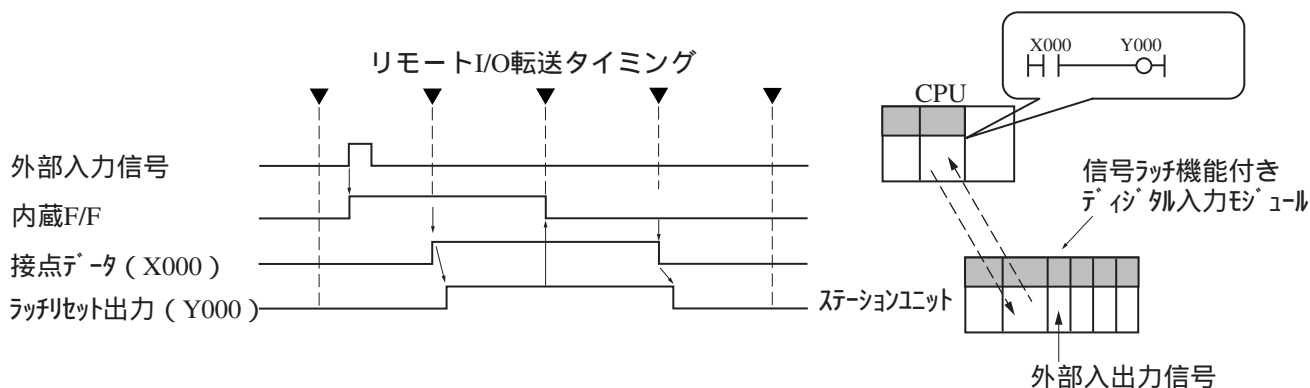 リモートI/O転送タイミング
外部入力信号
内蔵F/F
接点ﾃﾞｰﾀ（X000）
ﾗｯﾁﾘｾｯﾄ出力（Y000）
X000 Y000
CPU
信号ﾗｯﾁ機能付き
ﾃﾞｨｼﾞﾀﾙ入力ﾓｼﾞｭｰﾙ
ｽﾃｰｼｮﾝﾕﾆｯﾄ
外部入出力信号